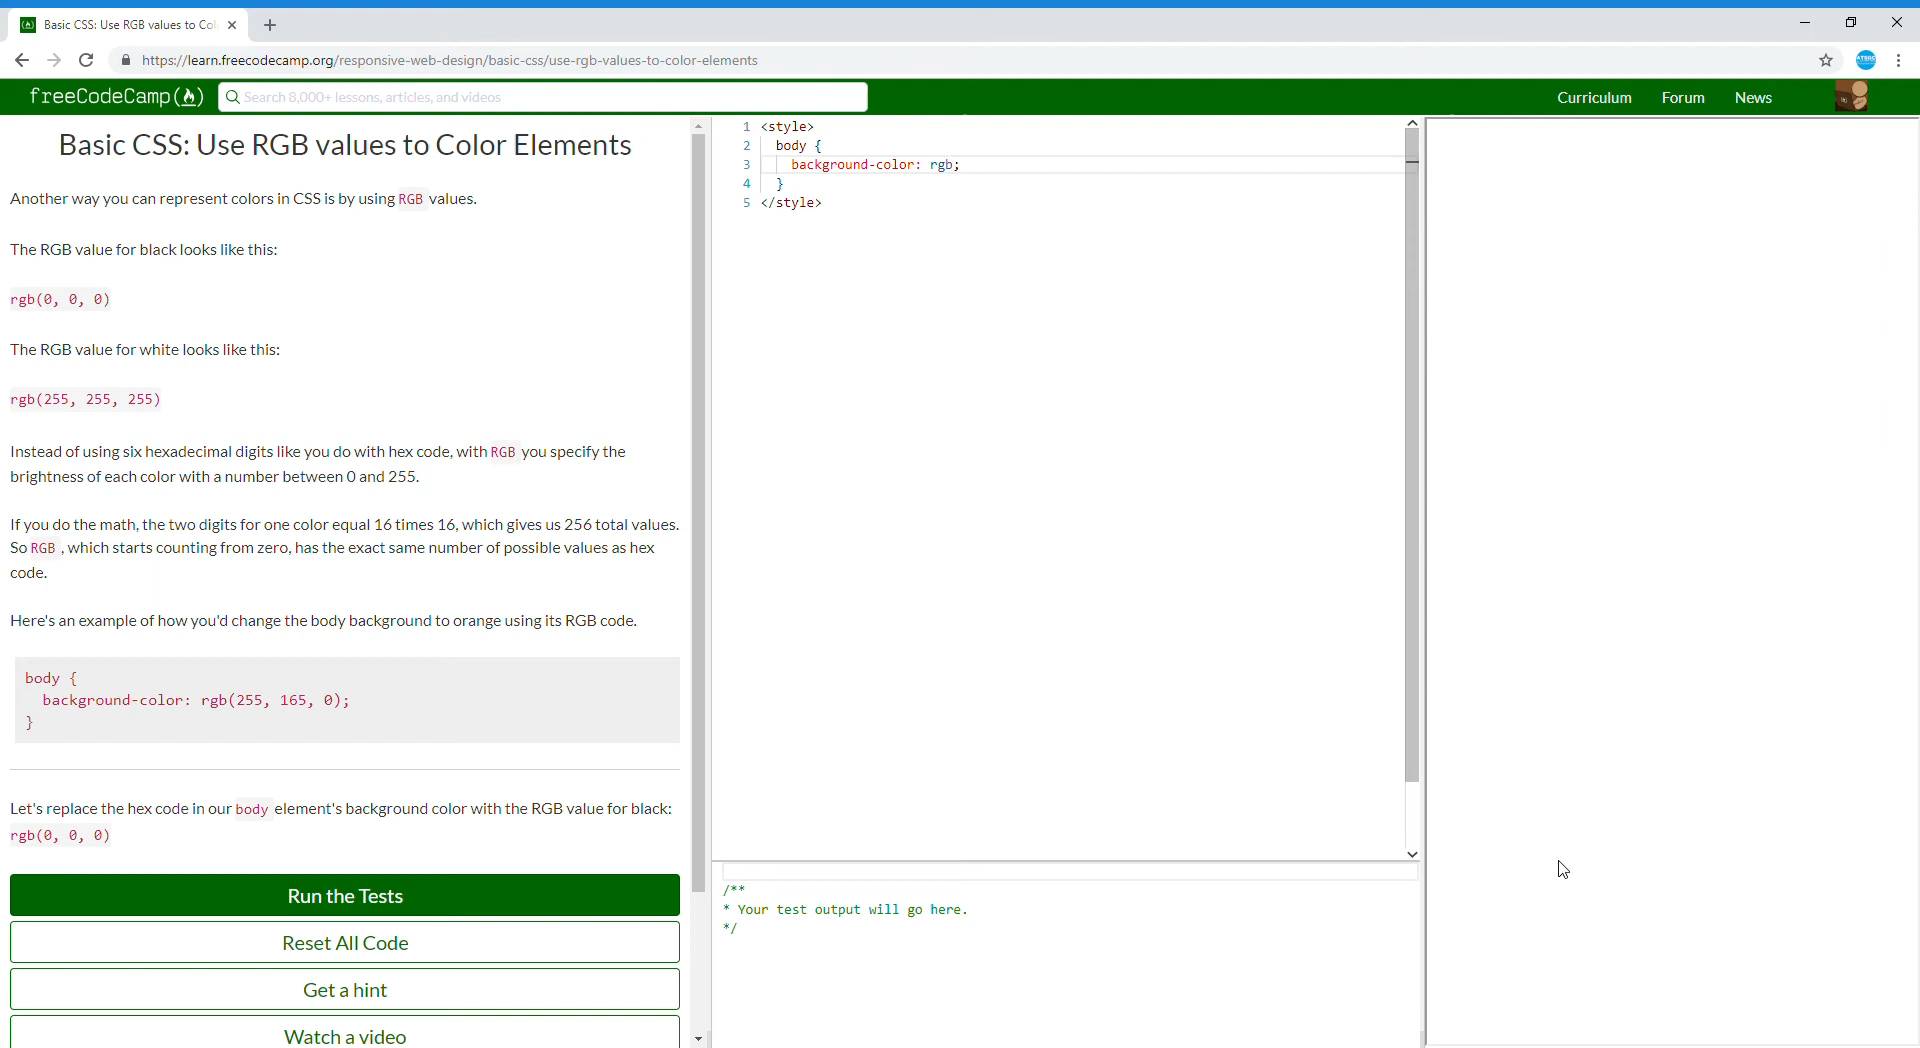 Basic CSS: Use RGB values to Col
https://learn.freecodecamp.org/responsive-web-design/basic-css/use-rgb-values-to-color-elements
freeCodeCamp
Search 8,000+ lessons, articles, and videos
Curriculum Forum News
Basic CSS: Use RGB values to Color Elements
Another way you can represent colors in CSS is by using RGB values.
The RGB value for black looks like this:
rgb(0, 0, 0)
The RGB value for white looks like this:
rgb(255, 255, 255)
Instead of using six hexadecimal digits like you do with hex code, with RGB you specify the
brightness of each color with a number between 0 and 255.
If you do the math, the two digits for one color equal 16 times 16, which gives us 256 total values.
So RGB , which starts counting from zero, has the exact same number of possible values as hex
code.
Here's an example of how you'd change the body background to orange using its RGB code.
body {
background-color: rgb(255, 165, 0);
}
Let's replace the hex code in our body element's background color with the RGB value for black:
rgb(0, 0, 0)
Run the Tests
Reset All Code
Get a hint
Watch a video
1 <style>
2 body {
3 background-color: rgb;
4 }
5 </style>
/**
* Your test output will go here.
*/